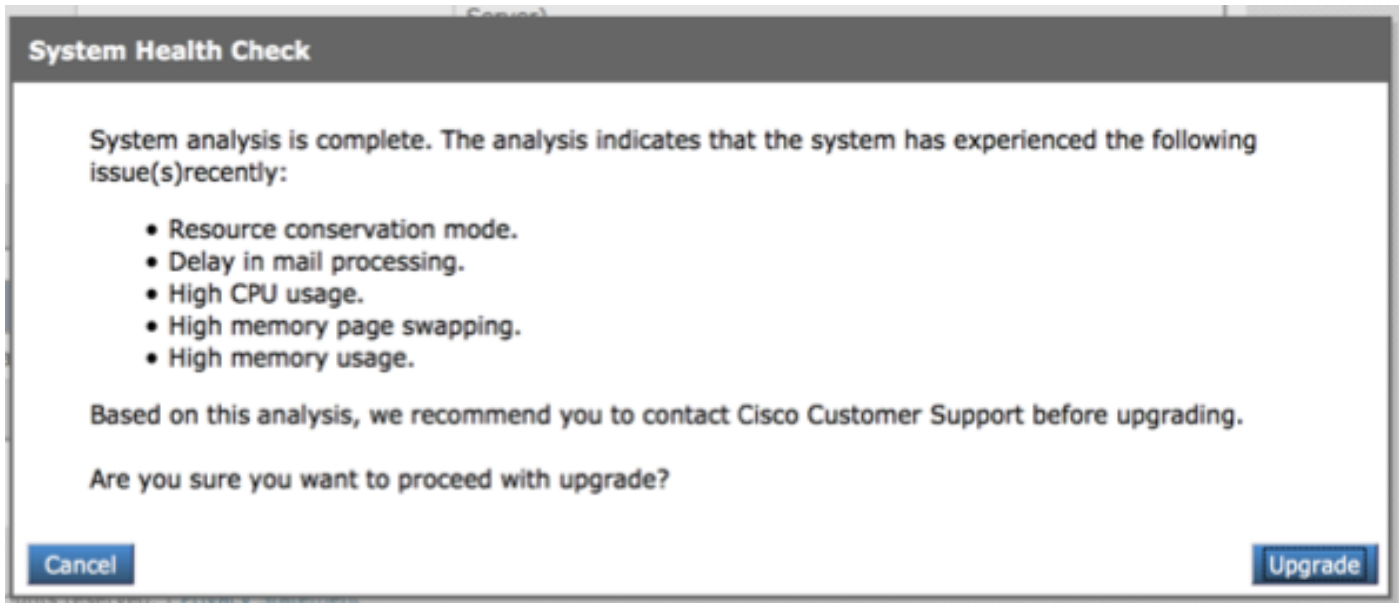 Server)
System Health Check
System analysis is complete. The analysis indicates that the system has experienced the following
issue(s)recently:
• Resource conservation mode.
• Delay in mail processing.
• High CPU usage.
• High memory page swapping.
• High memory usage.
Based on this analysis, we recommend you to contact Cisco Customer Support before upgrading.
Are you sure you want to proceed with upgrade?
Cancel
Upgrade